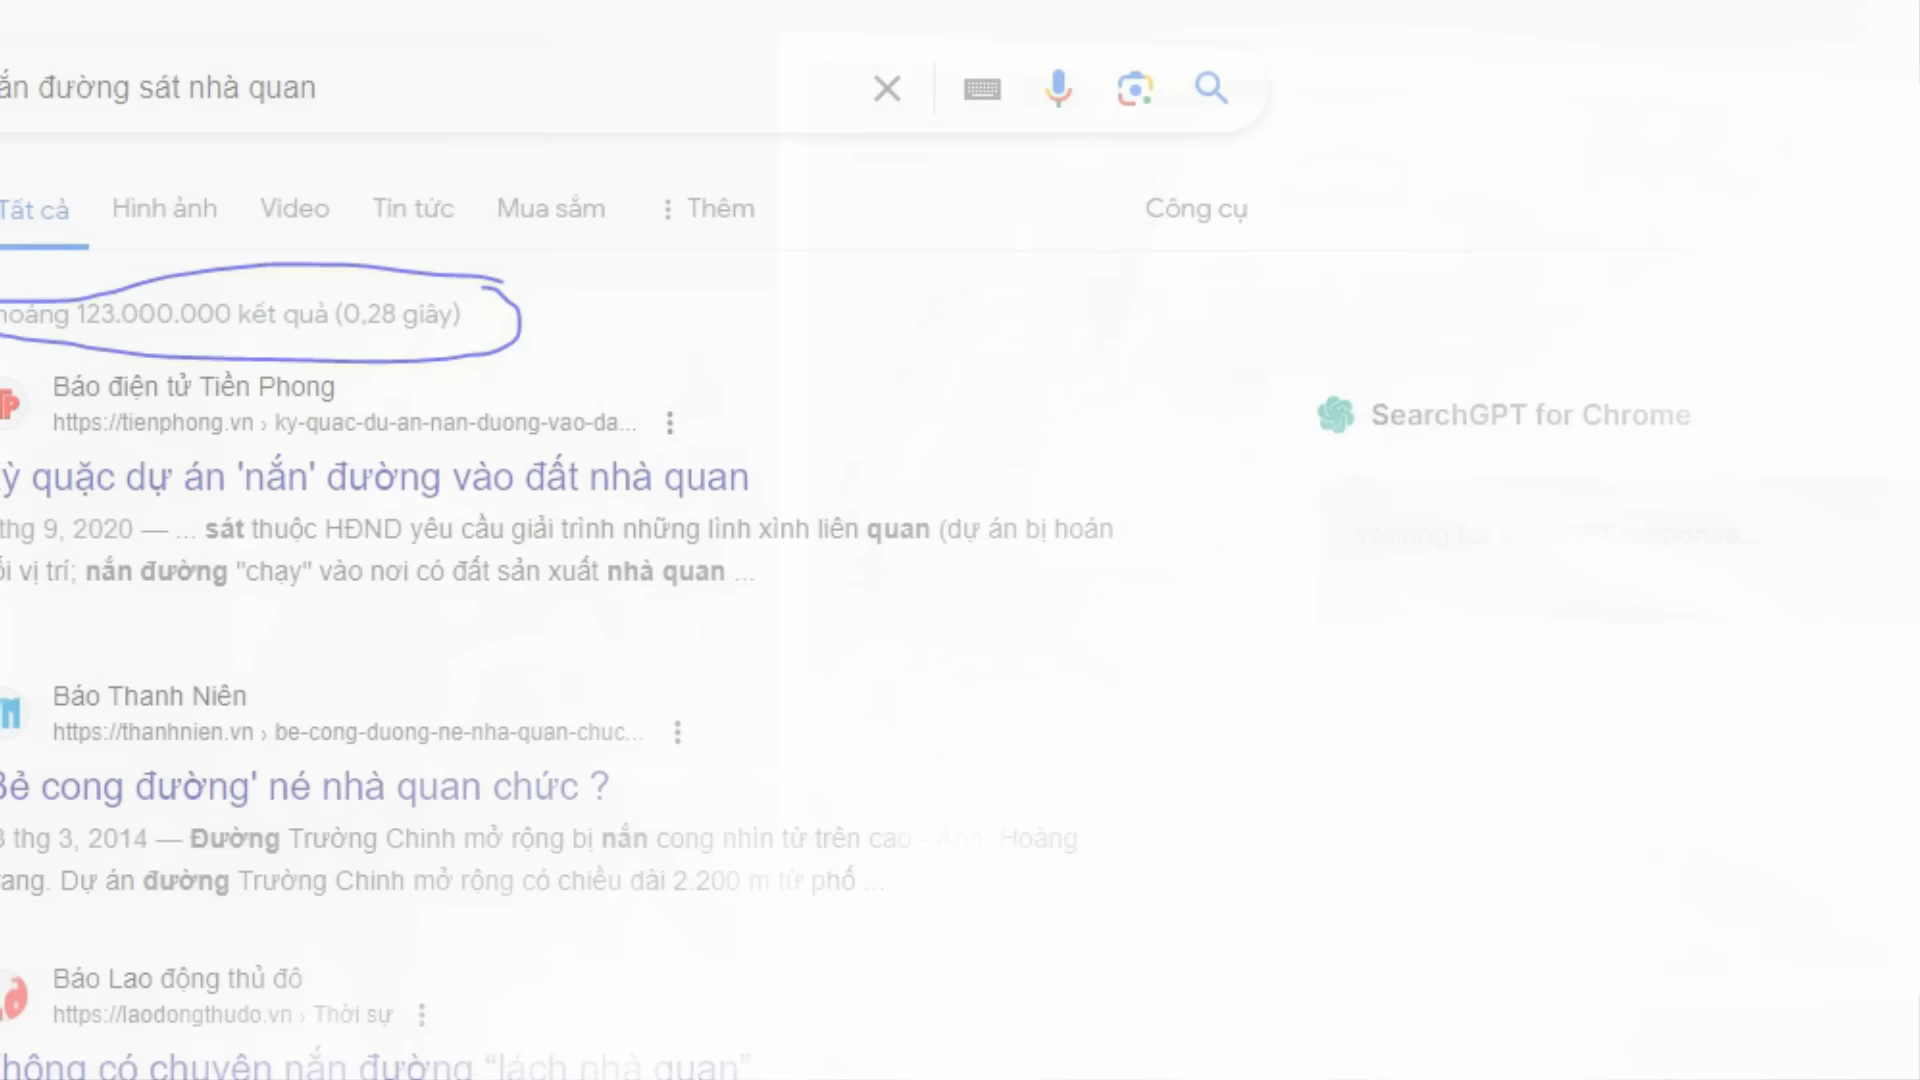 ắn đường sát nhà quan
Tất cả Hình ảnh Video Tin tức Mua sắm Thêm Công cụ
hoảng 123.000.000 kết quả (0,28 giây)
Báo điện tử Tiền Phong
https://tienphong.vn › ky-quac-du-an-nan-duong-vao-da...
ỳ quặc dự án 'nắn' đường vào đất nhà quan
thg 9, 2020 — ... sát thuộc HĐND yêu cầu giải trình những lình xình liên quan (dự án bị hoán
ổi vị trí; nắn đường "chạy" vào nơi có đất sản xuất nhà quan ...
SearchGPT for Chrome
Waiting for response...
Báo Thanh Niên
https://thanhnien.vn › be-cong-duong-ne-nha-quan-chuc...
Bẻ cong đường' né nhà quan chức ?
3 thg 3, 2014 — Đường Trường Chinh mở rộng bị nắn cong nhìn từ trên cao - Ảnh: Hoàng
ang. Dự án đường Trường Chinh mở rộng có chiều dài 2.200 m từ phố ...
Báo Lao động thủ đô
https://laodongthudo.vn › Thời sự
hông có chuyện nắn đường “lách nhà quan”